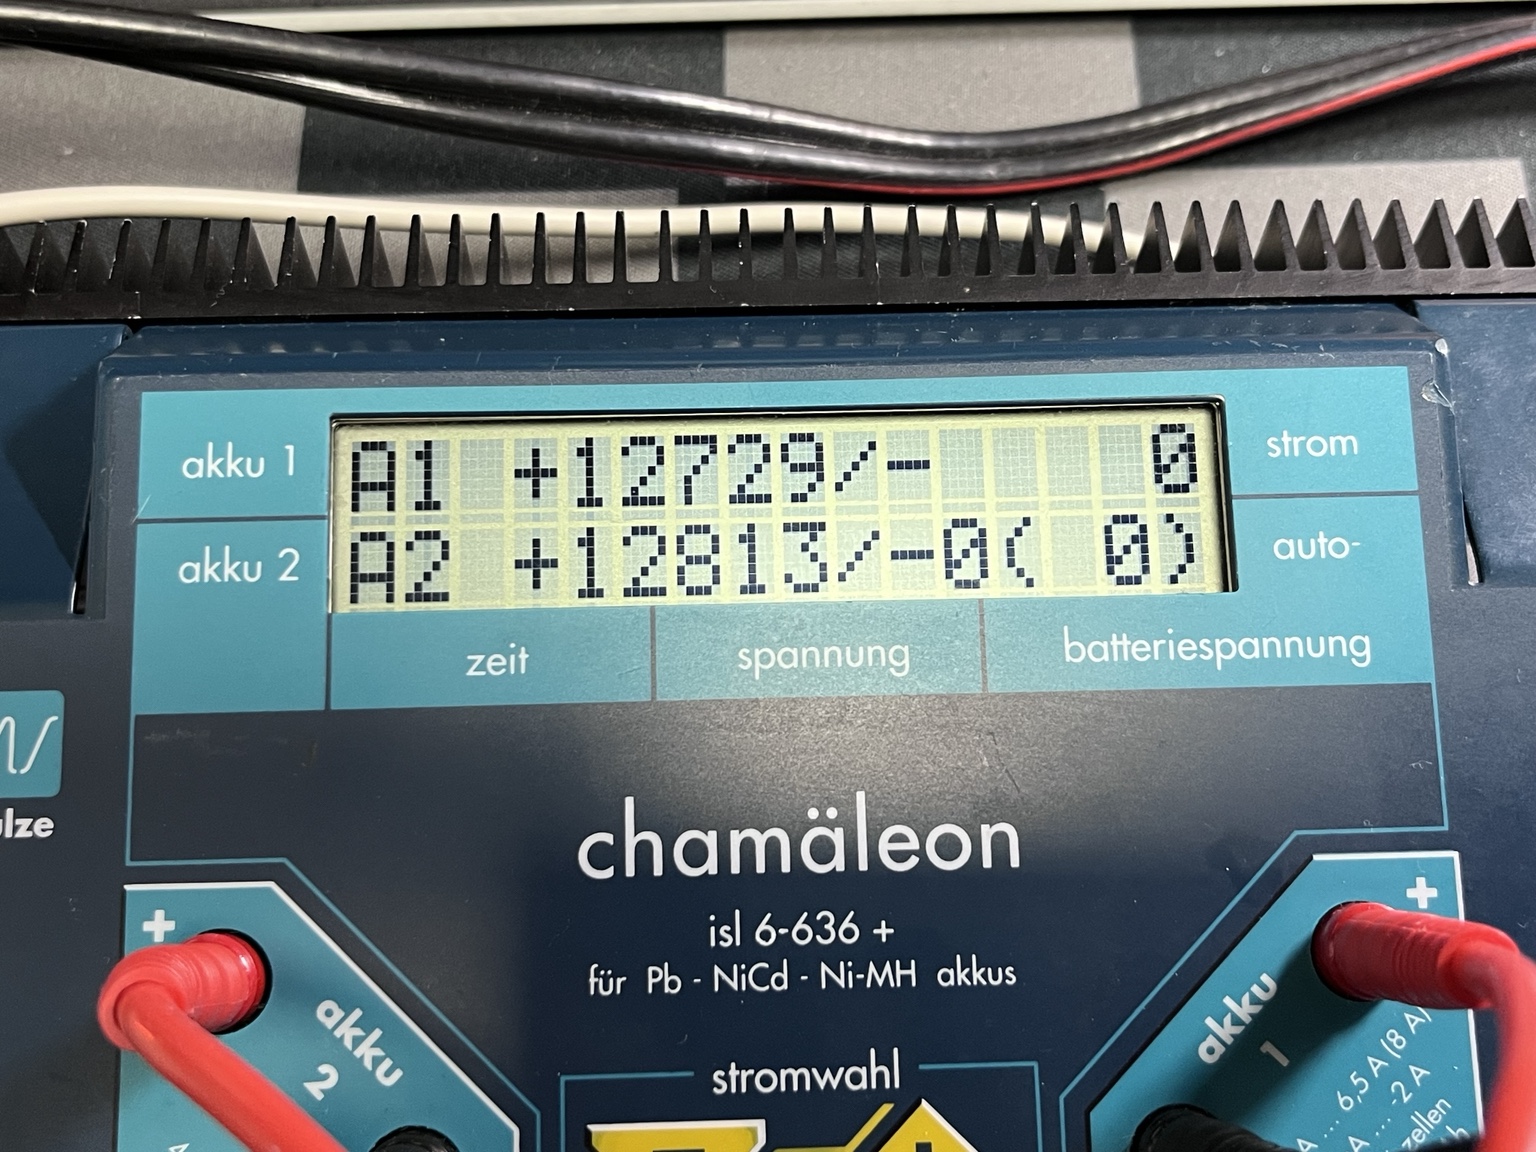 akku 1
A1 +12729/- 0
strom
akku 2
A2 +12813/-0( 0)
auto-
zeit
spannung
batteriespannung
chamäleon
isl 6-636 +
für Pb - NiCd - Ni-MH akkus
stromwahl
+
akku
2
+
akku
1
6,5 A (8 A)
-2 A